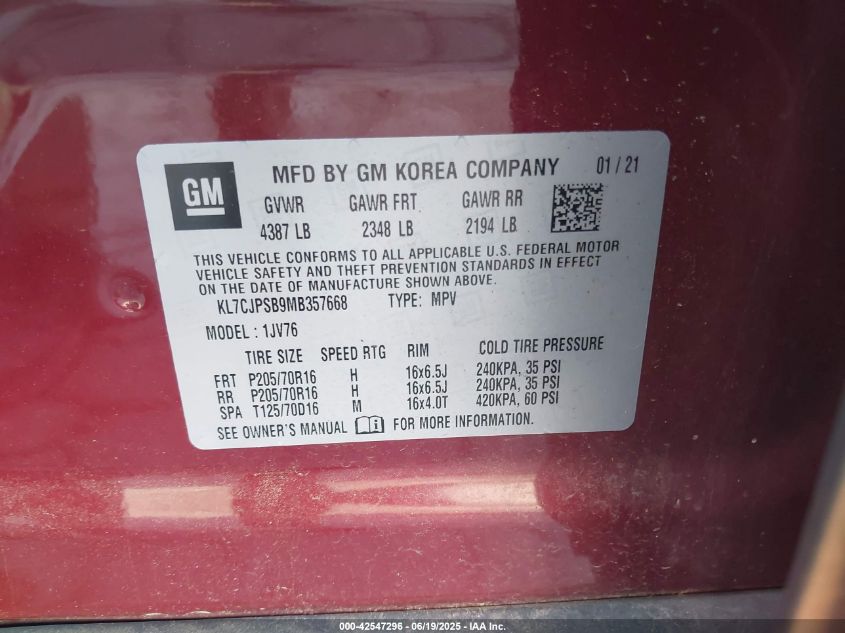 GM
MFD BY GM KOREA COMPANY 01 / 21
GVWR GAWR FRT GAWR RR
4387 LB 2348 LB 2194 LB
THIS VEHICLE CONFORMS TO ALL APPLICABLE U.S. FEDERAL MOTOR
VEHICLE SAFETY AND THEFT PREVENTION STANDARDS IN EFFECT
ON THE DATE OF MANUFACTURE SHOWN ABOVE.
KL7CJPSB9MB357668 TYPE: MPV
MODEL : 1JV76
TIRE SIZE SPEED RTG RIM COLD TIRE PRESSURE
FRT P205/70R16 H 16x6.5J 240KPA, 35 PSI
RR P205/70R16 H 16x6.5J 240KPA, 35 PSI
SPA T125/70D16 M 16x4.0T 420KPA, 60 PSI
SEE OWNER'S MANUAL FOR MORE INFORMATION.
000-42547296 - 06/19/2025 - IAA Inc.